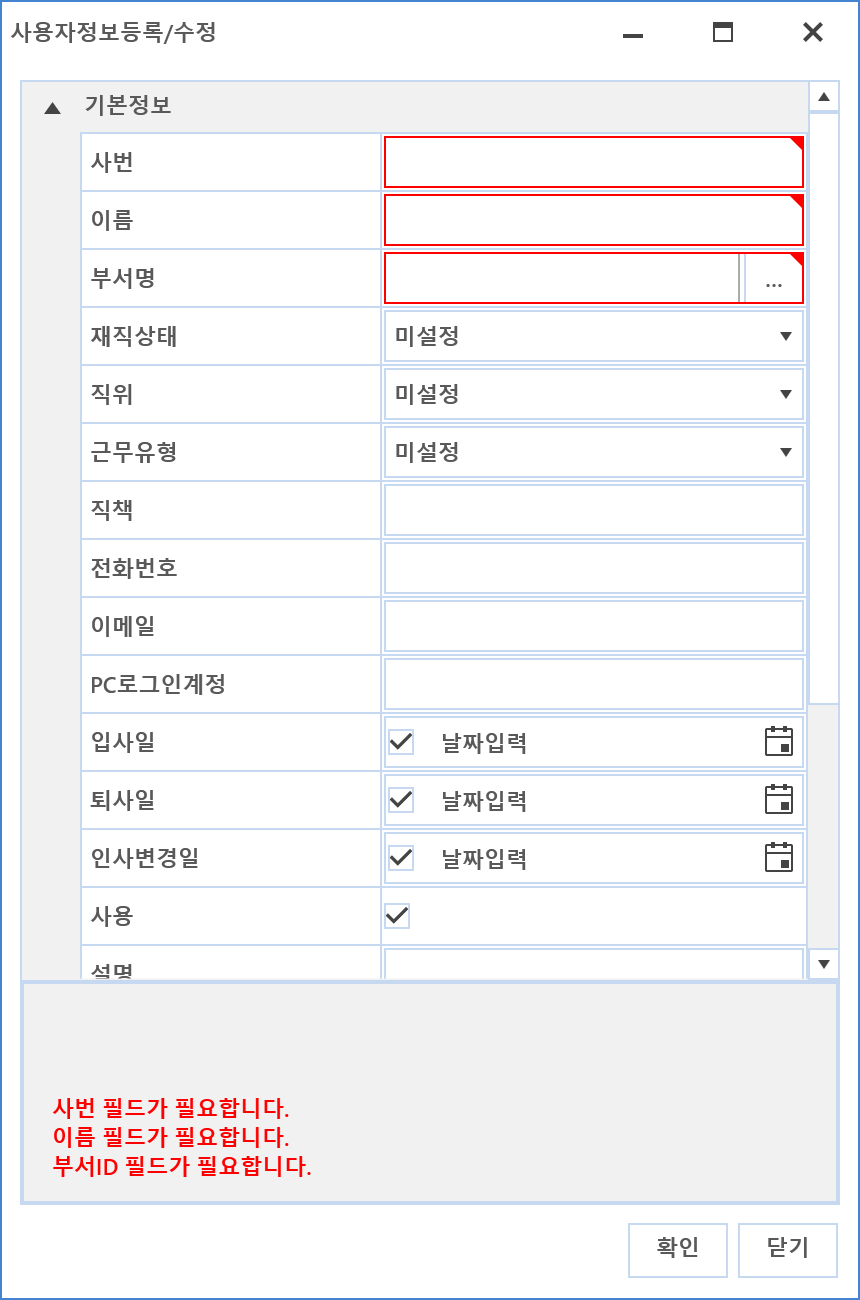 사용자정보등록/수정
기본정보
사번
이름
부서명 ...
재직상태 미설정
직위 미설정
근무유형 미설정
직책
전화번호
이메일
PC로그인계정
입사일 날짜입력
퇴사일 날짜입력
인사변경일 날짜입력
사용
설명
사번 필드가 필요합니다.
이름 필드가 필요합니다.
부서ID 필드가 필요합니다.
확인 닫기